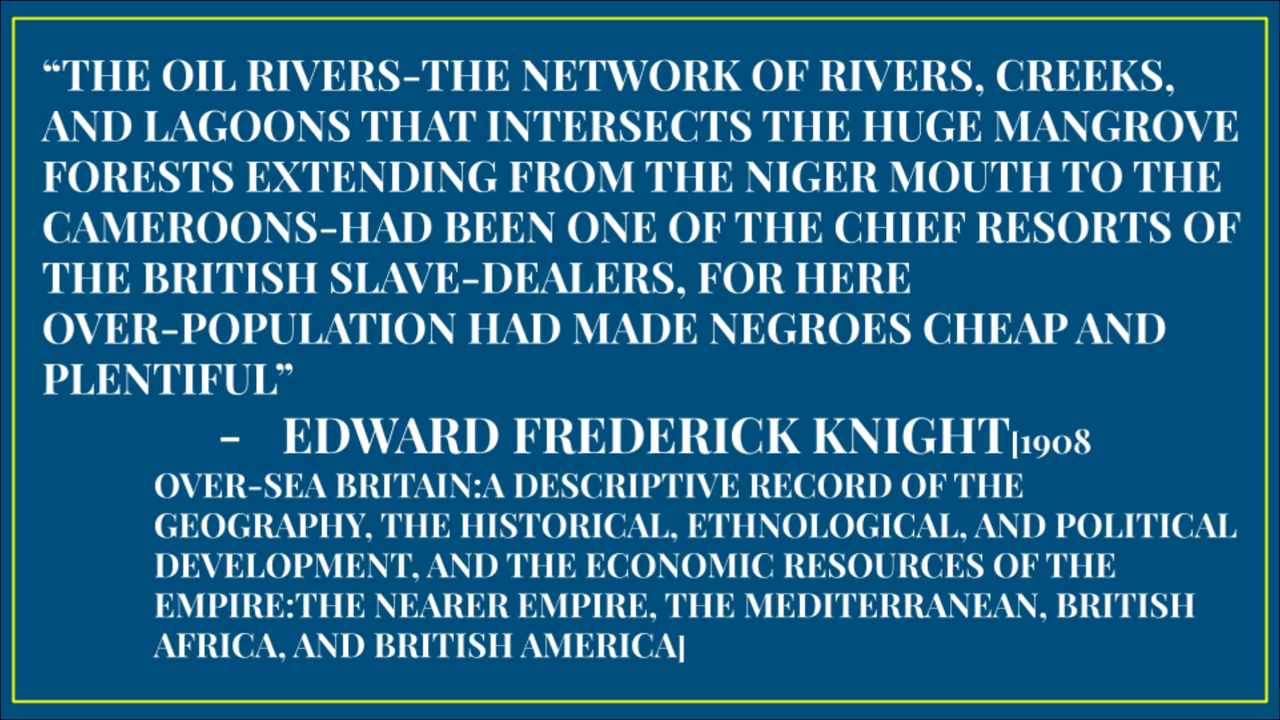 “THE OIL RIVERS-THE NETWORK OF RIVERS, CREEKS,
AND LAGOONS THAT INTERSECTS THE HUGE MANGROVE
FORESTS EXTENDING FROM THE NIGER MOUTH TO THE
CAMEROONS-HAD BEEN ONE OF THE CHIEF RESORTS OF
THE BRITISH SLAVE-DEALERS, FOR HERE
OVER-POPULATION HAD MADE NEGROES CHEAP AND
PLENTIFUL”
- EDWARD FREDERICK KNIGHT[1908
OVER-SEA BRITAIN:A DESCRIPTIVE RECORD OF THE
GEOGRAPHY, THE HISTORICAL, ETHNOLOGICAL, AND POLITICAL
DEVELOPMENT, AND THE ECONOMIC RESOURCES OF THE
EMPIRE:THE NEARER EMPIRE, THE MEDITERRANEAN, BRITISH
AFRICA, AND BRITISH AMERICA]